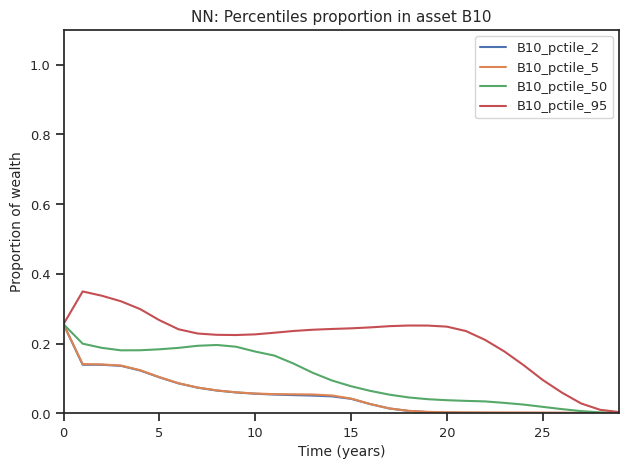 NN: Percentiles proportion in asset B10
B10_pctile_2
B10_pctile_5
B10_pctile_50
B10_pctile_95
Proportion of wealth
1.0
0.8
0.6
0.4
0.2
0.0
0 5 10 15 20 25
Time (years)